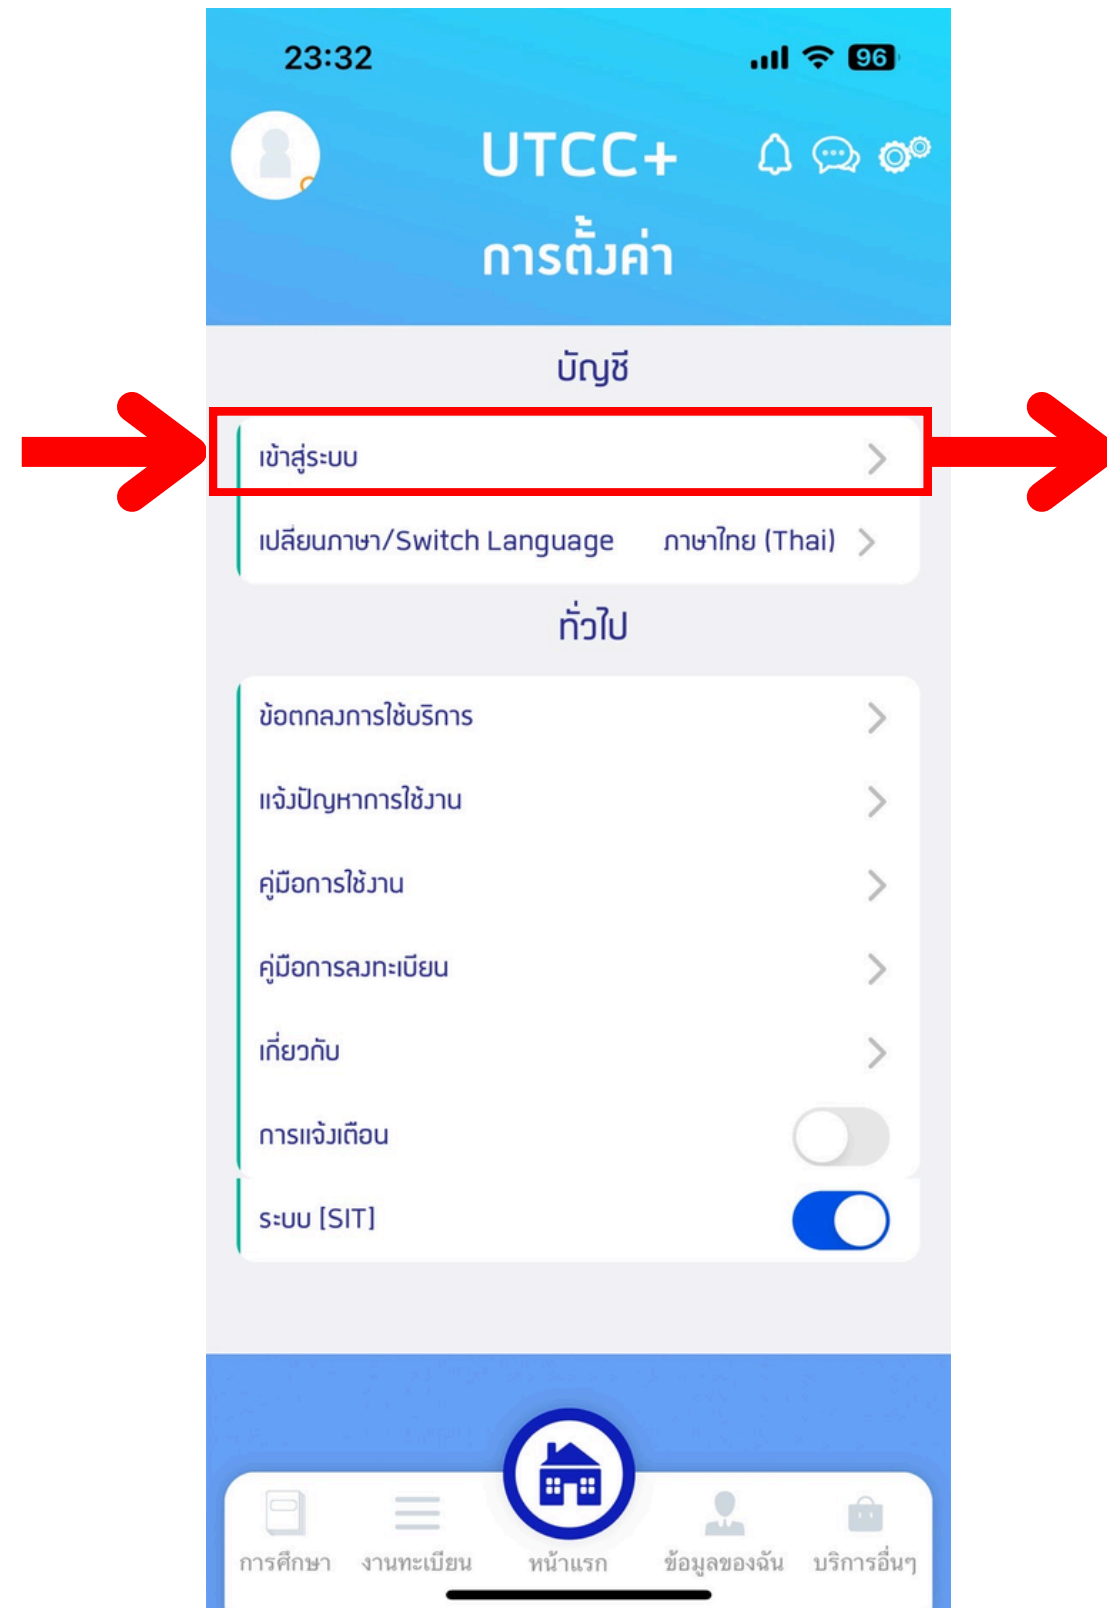 23:32
96
UTCC+
การตั้งค่า
บัญชี
เข้าสู่ระบบ
เปลี่ยนภาษา/Switch Language ภาษาไทย (Thai)
ทั่วไป
ข้อตกลงการใช้บริการ
แจ้งปัญหาการใช้งาน
คู่มือการใช้งาน
คู่มือการลงทะเบียน
เกี่ยวกับ
การแจ้งเตือน
ระบบ [SIT]
การศึกษา งานทะเบียน หน้าแรก ข้อมูลของฉัน บริการอื่นๆ